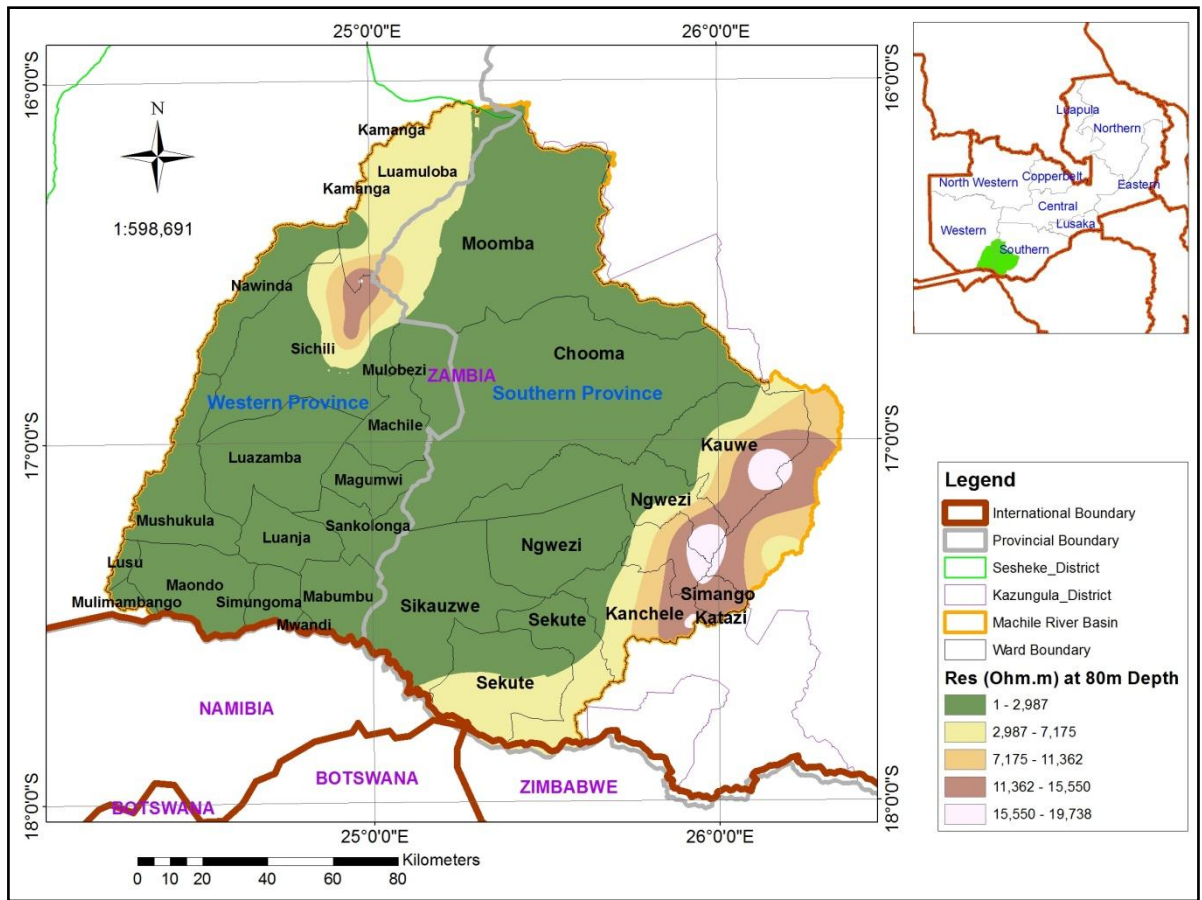 25°0'0"E
26°0'0"E
16°0'0"S
16°0'0"S
N
1:598,691
Kamanga
Luamuloba
Kamanga
Moomba
Nawinda
Sichili
Chooma
Mulobezi
ZAMBIA
Western Province
Southern Province
Machile
17°0'0"S
17°0'0"S
Kauwe
Luazamba
Magumwi
Ngwezi
Mushukula
Sankolonga
Luanja
Ngwezi
Lusu
Maondo
Mabumbu
Simango
Mulimambango
Simungoma
Sikauzwe
Kanchele
Katazi
Mwandi
Sekute
Sekute
NAMIBIA
BOTSWANA
ZIMBABWE
BOTSWANA
18°0'0"S
18°0'0"S
25°0'0"E
26°0'0"E
Kilometers
0 10 20 40 60 80
Luapula
Northern
North Western
Copperbelt
Eastern
Central
Lusaka
Western
Southern
Legend
International Boundary
Provincial Boundary
Sesheke_District
Kazungula_District
Machile River Basin
Ward Boundary
Res (Ohm.m) at 80m Depth
1 - 2,987
2,987 - 7,175
7,175 - 11,362
11,362 - 15,550
15,550 - 19,738